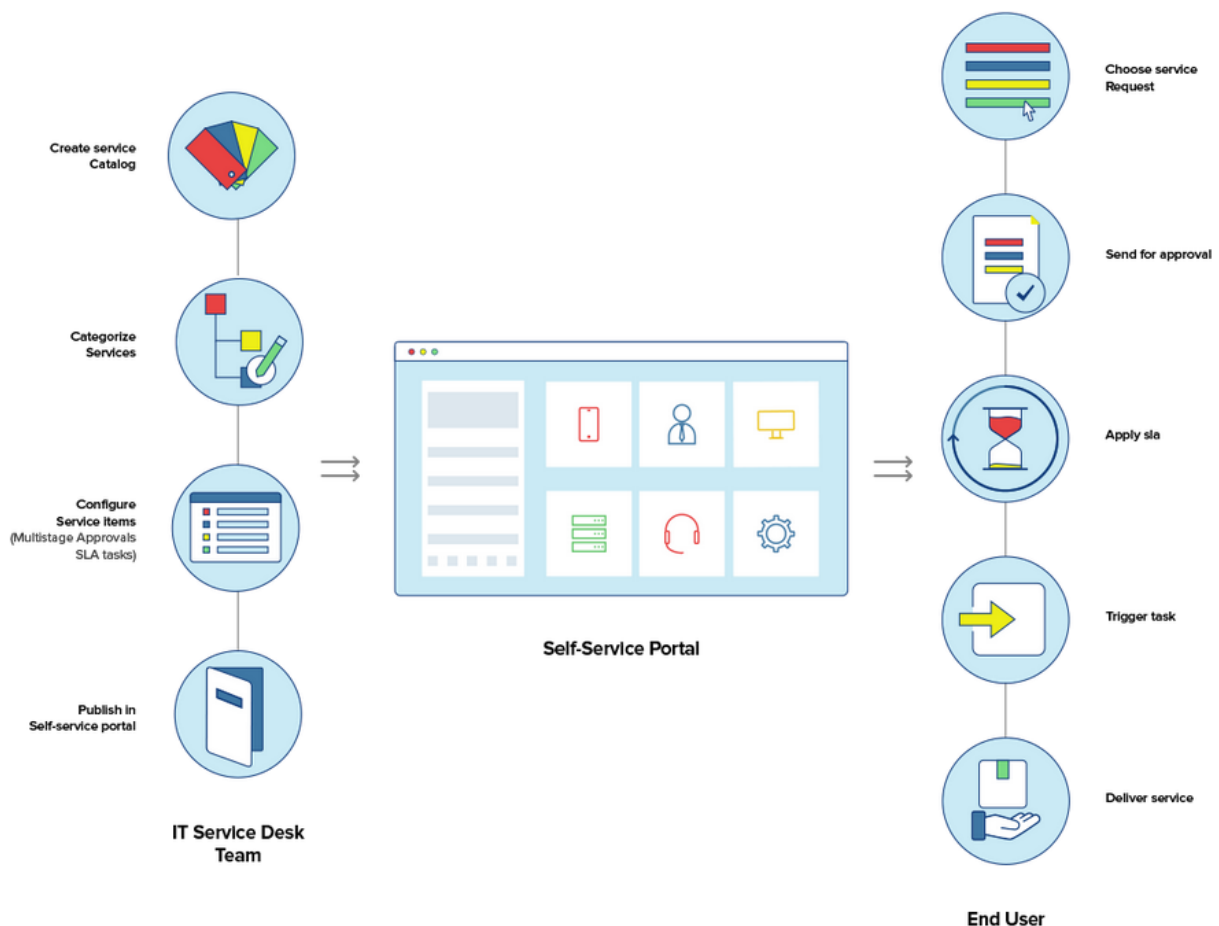 Create service
Catalog
Categorize
Services
Configure
Service items
(Multistage Approvals
SLA tasks)
Publish in
Self-service portal
IT Service Desk
Team
Self-Service Portal
Choose service
Request
Send for approval
Apply sla
Trigger task
Deliver service
End User